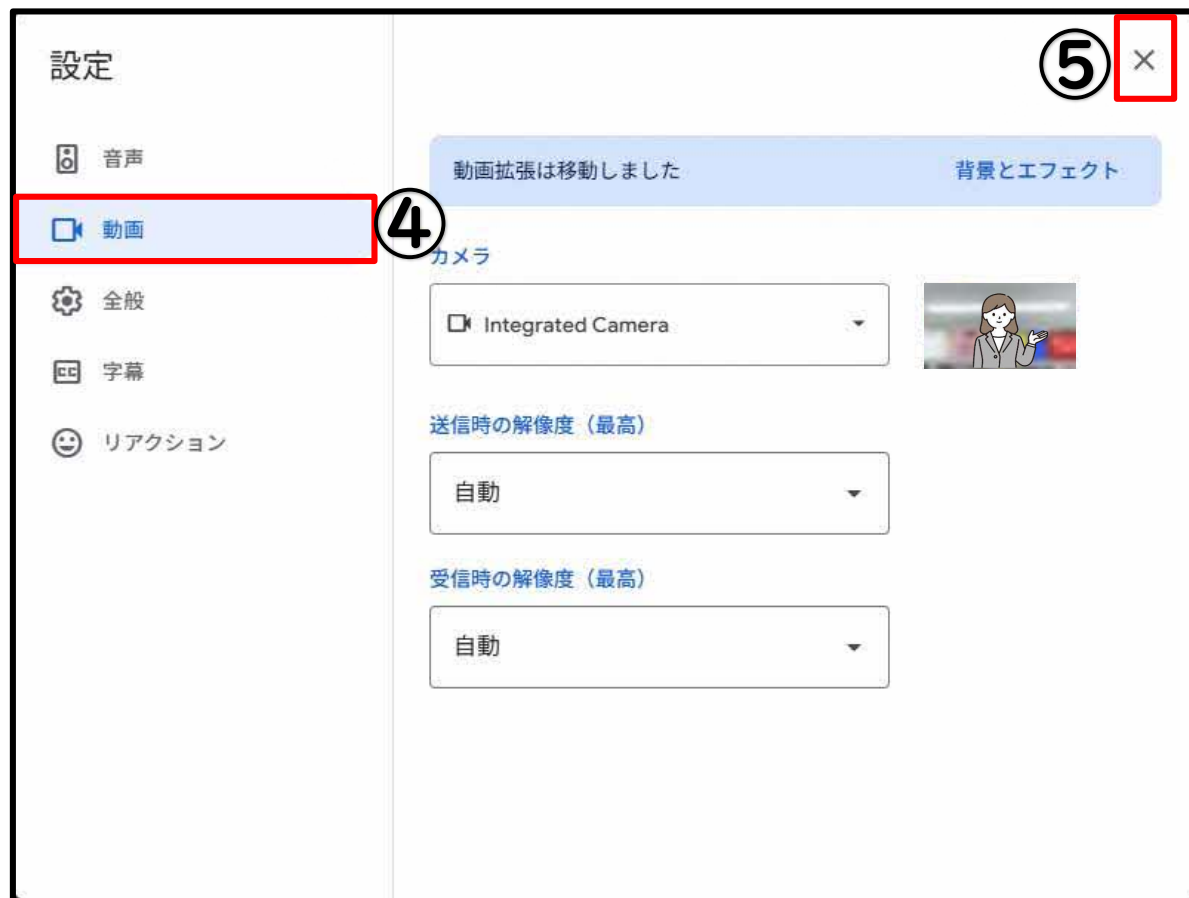 設定
⑤
音声
動画
④
全般
字幕
リアクション
動画拡張は移動しました 背景とエフェクト
カメラ
Integrated Camera
送信時の解像度（最高）
自動
受信時の解像度（最高）
自動